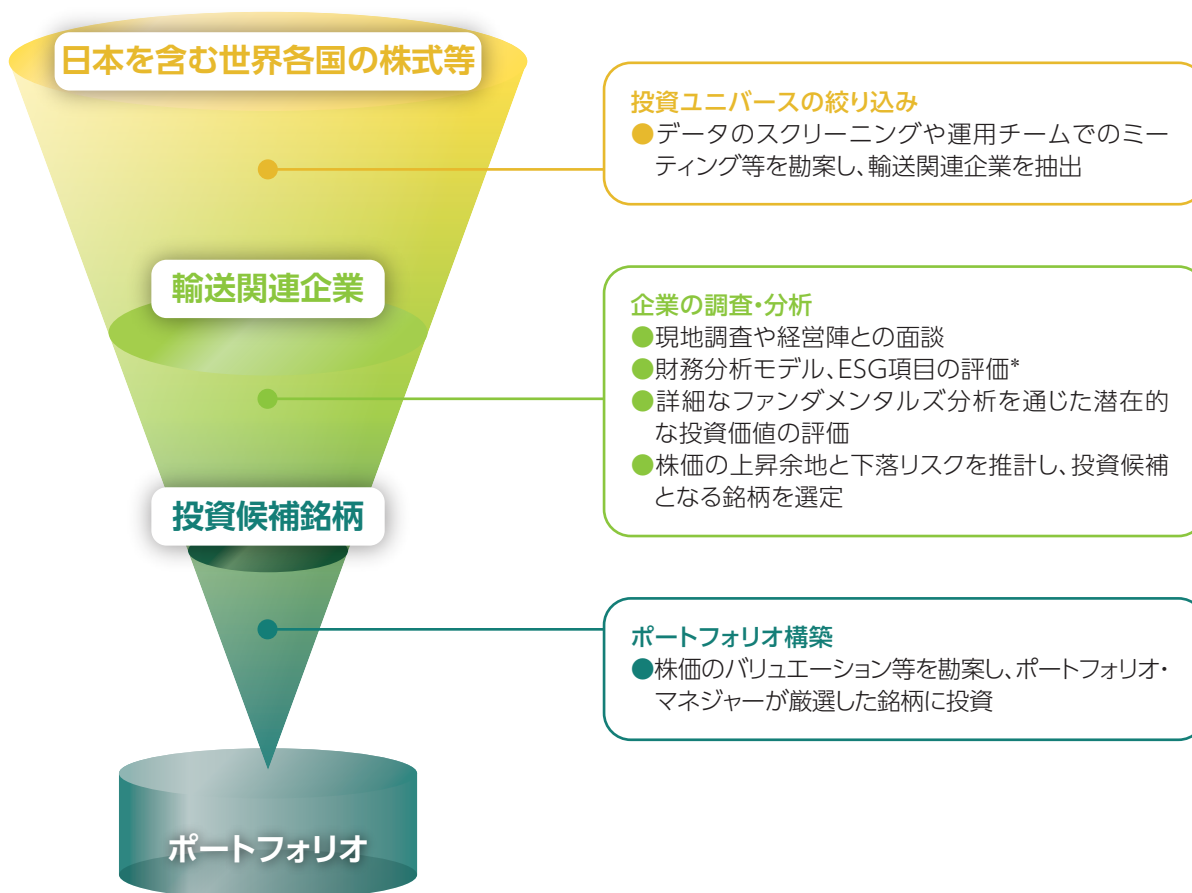 日本を含む世界各国の株式等
投資ユニバースの絞り込み
●データのスクリーニングや運用チームでのミー
ティング等を勘案し、輸送関連企業を抽出
輸送関連企業
企業の調査・分析
●現地調査や経営陣との面談
●財務分析モデル、ESG項目の評価*
●詳細なファンダメンタルズ分析を通じた潜在的
な投資価値の評価
●株価の上昇余地と下落リスクを推計し、投資候補
となる銘柄を選定
投資候補銘柄
ポートフォリオ構築
●株価のバリュエーション等を勘案し、ポートフォリオ・
マネジャーが厳選した銘柄に投資
ポートフォリオ